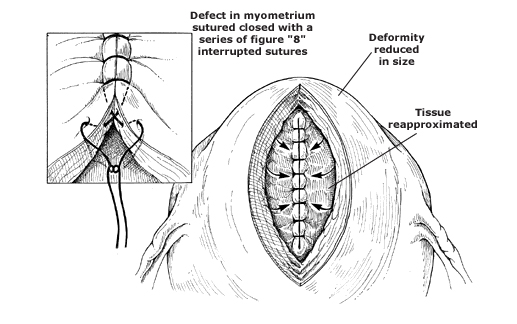 Defect in myometrium
sutured closed with a
series of figure "8"
interrupted sutures
Deformity
reduced
in size
Tissue
reapproximated